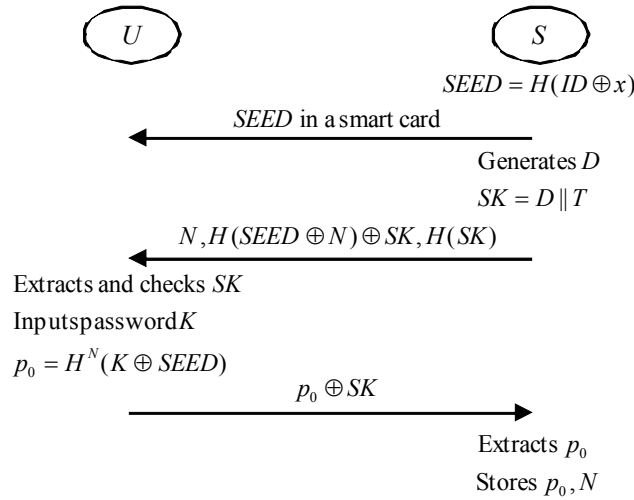 U S
SEED = H(ID ⊕ x)
SEED in a smart card
Generates D
SK = D || T
N, H(SEED ⊕ N) ⊕ SK, H(SK)
Extracts and checks SK
Inputspassword K
p₀ = H^N(K ⊕ SEED)
p₀ ⊕ SK
Extracts p₀
Stores p₀, N